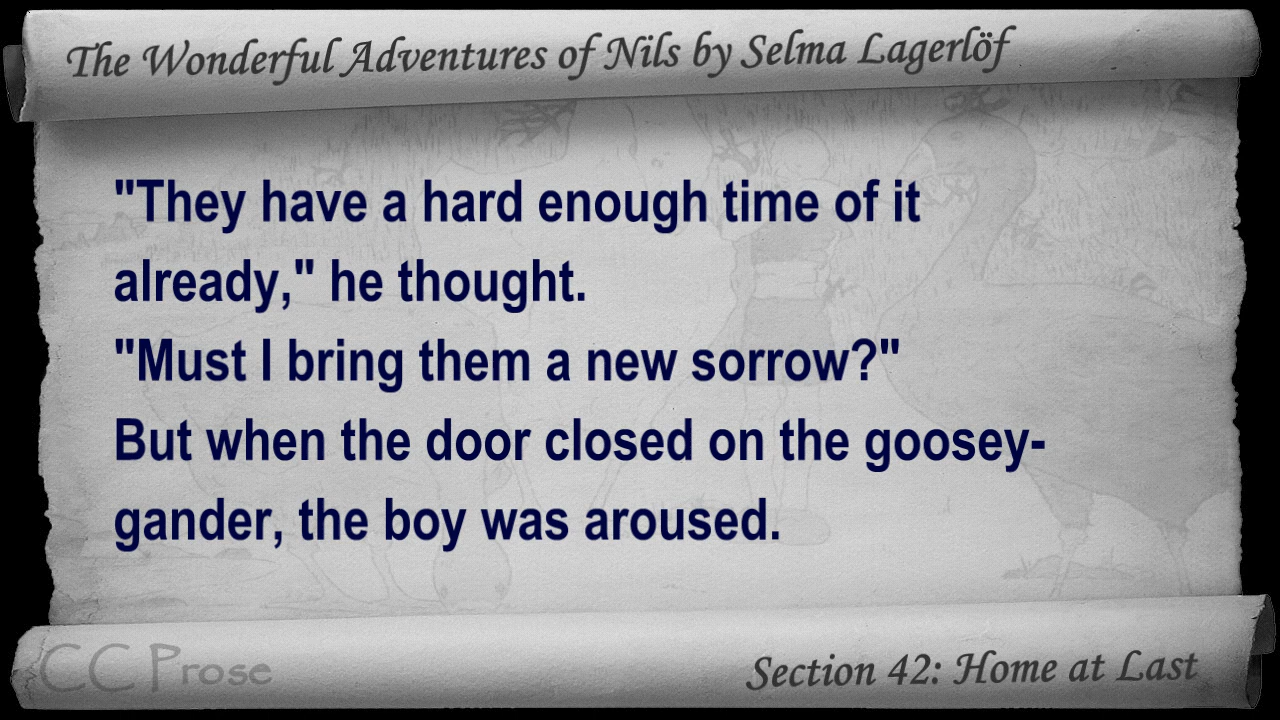 The Wonderful Adventures of Nils by Selma Lagerlöf
"They have a hard enough time of it
already," he thought.
"Must I bring them a new sorrow?"
But when the door closed on the goosey-
gander, the boy was aroused.
CC Prose
Section 42: Home at Last